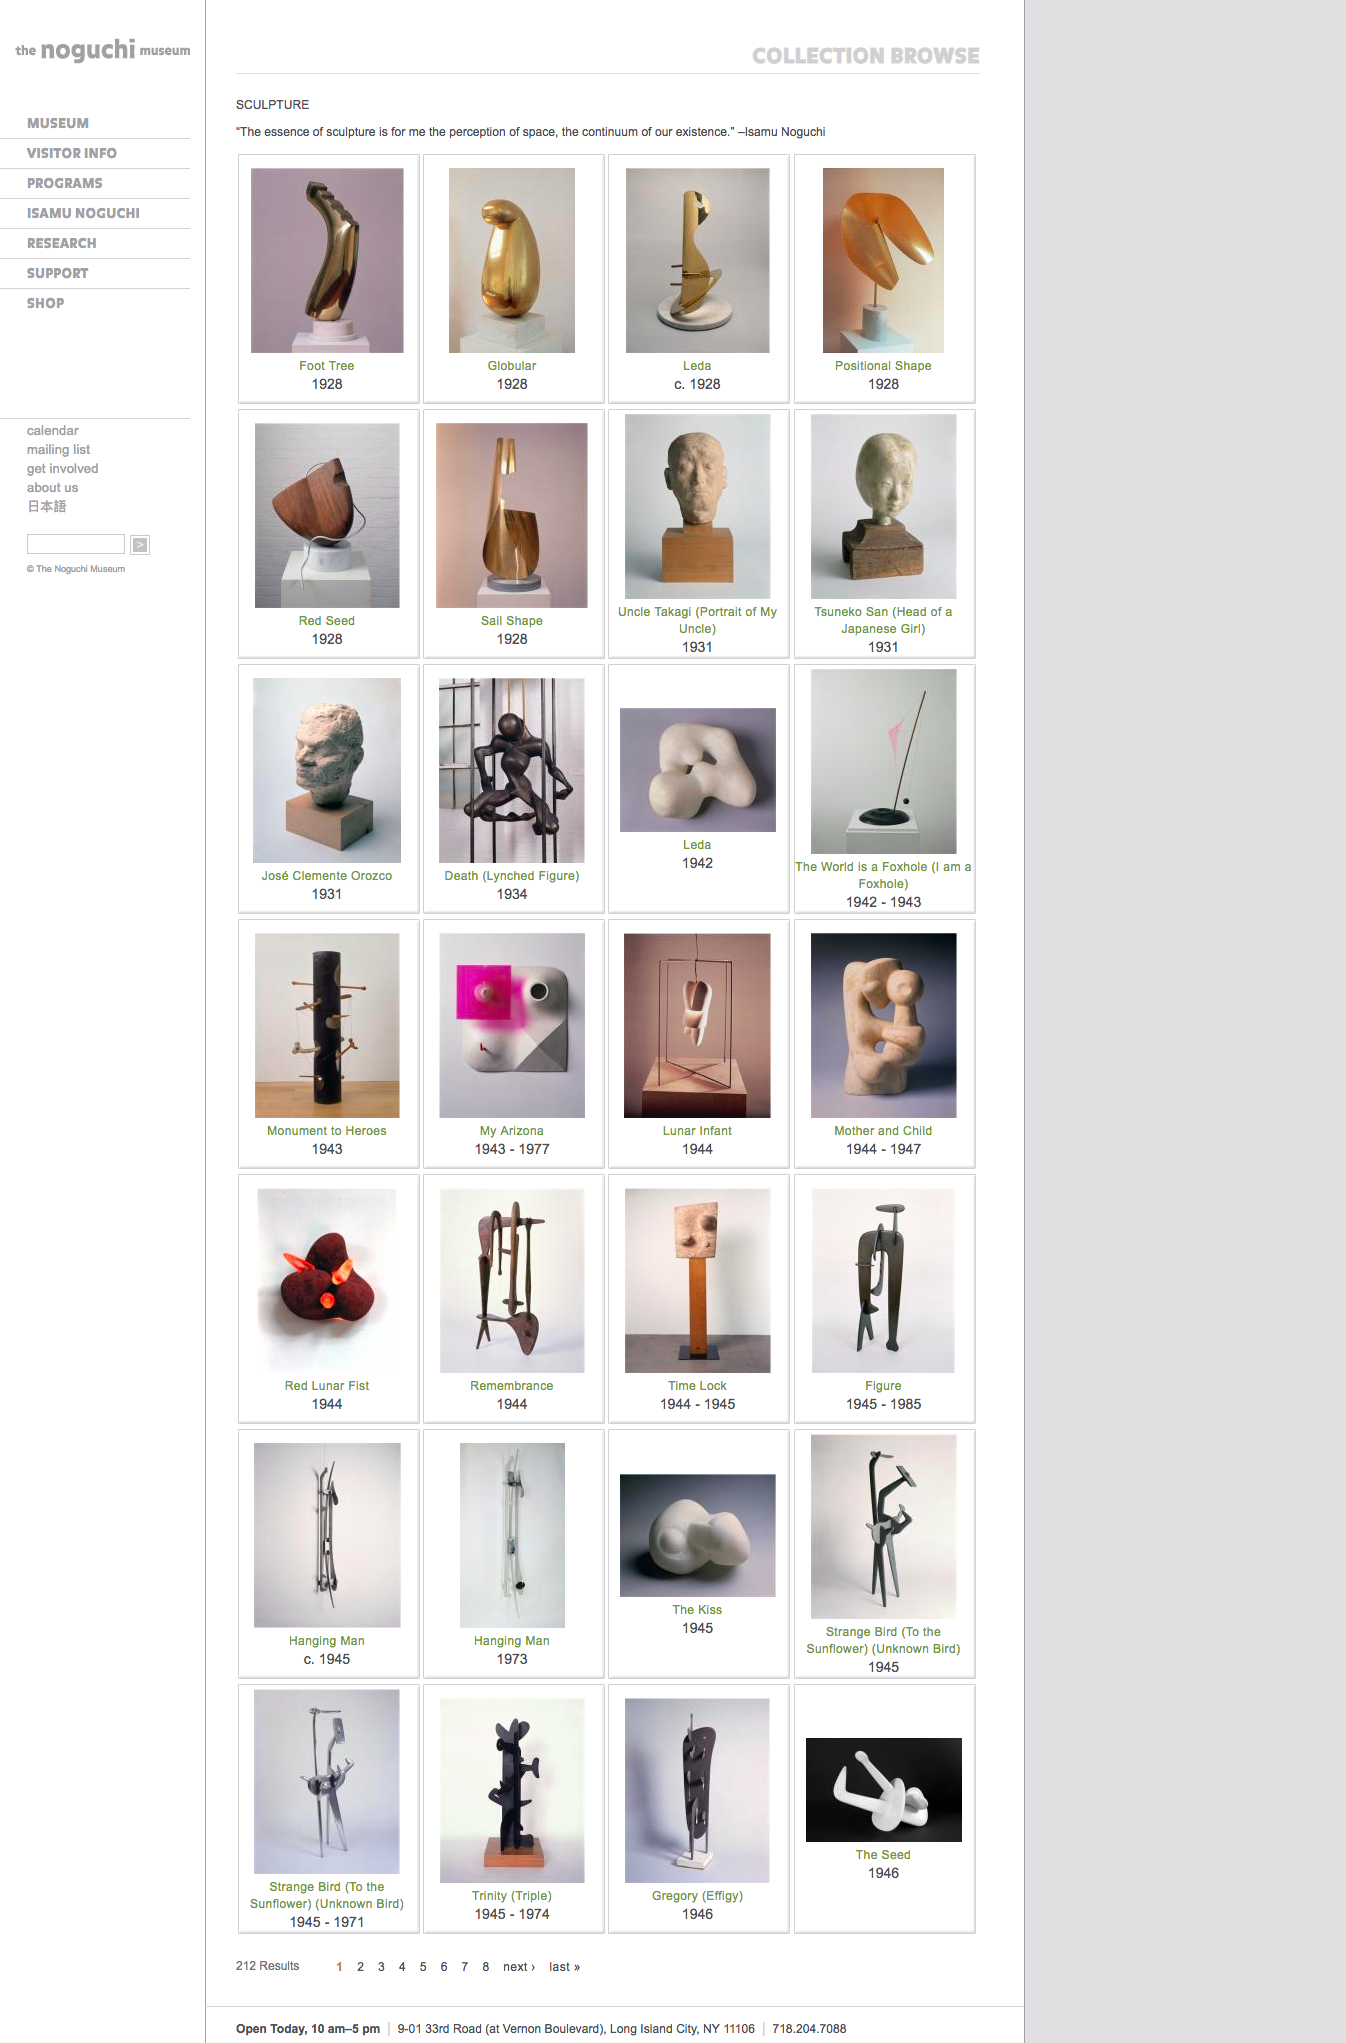 the noguchi museum
COLLECTION BROWSE
MUSEUM
VISITOR INFO
PROGRAMS
ISAMU NOGUCHI
RESEARCH
SUPPORT
SHOP
calendar
mailing list
get involved
about us
日本語
>
© The Noguchi Museum
SCULPTURE
“The essence of sculpture is for me the perception of space, the continuum of our existence.” –Isamu Noguchi
Foot Tree
1928
Globular
1928
Leda
c. 1928
Positional Shape
1928
Red Seed
1928
Sail Shape
1928
Uncle Takagi (Portrait of My
Uncle)
1931
Tsuneko San (Head of a
Japanese Girl)
1931
José Clemente Orozco
1931
Death (Lynched Figure)
1934
Leda
1942
The World is a Foxhole (I am a
Foxhole)
1942 - 1943
Monument to Heroes
1943
My Arizona
1943 - 1977
Lunar Infant
1944
Mother and Child
1944 - 1947
Red Lunar Fist
1944
Remembrance
1944
Time Lock
1944 - 1945
Figure
1945 - 1985
Hanging Man
c. 1945
Hanging Man
1973
The Kiss
1945
Strange Bird (To the
Sunflower) (Unknown Bird)
1945
Strange Bird (To the
Sunflower) (Unknown Bird)
1945 - 1971
Trinity (Triple)
1945 - 1974
Gregory (Effigy)
1946
The Seed
1946
212 Results 1 2 3 4 5 6 7 8 next › last »
Open Today, 10 am–5 pm | 9-01 33rd Road (at Vernon Boulevard), Long Island City, NY 11106 | 718.204.7088